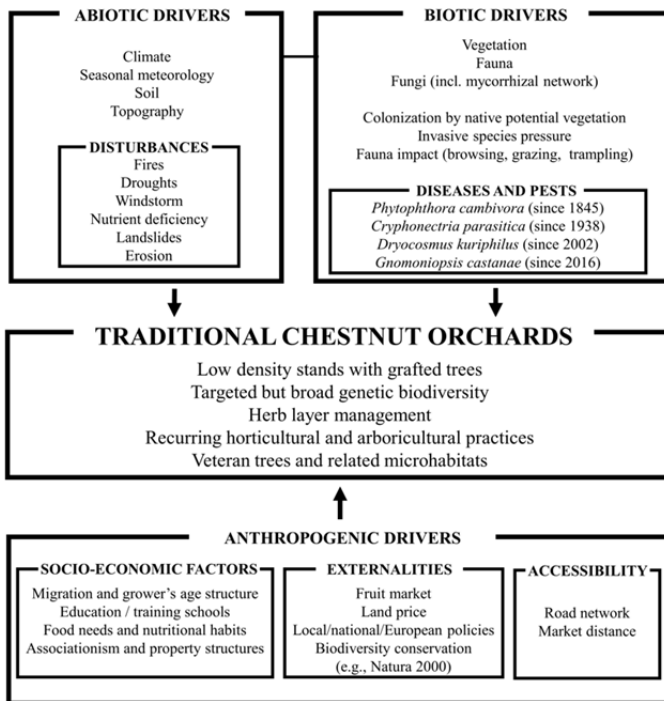 ABIOTIC DRIVERS
Climate
Seasonal meteorology
Soil
Topography
DISTURBANCES
Fires
Droughts
Windstorm
Nutrient deficiency
Landslides
Erosion
BIOTIC DRIVERS
Vegetation
Fauna
Fungi (incl. mycorrhizal network)
Colonization by native potential vegetation
Invasive species pressure
Fauna impact (browsing, grazing, trampling)
DISEASES AND PESTS
Phytophthora cambivora (since 1845)
Cryphonectria parasitica (since 1938)
Dryocosmus kuriphilus (since 2002)
Gnomoniopsis castanae (since 2016)
TRADITIONAL CHESTNUT ORCHARDS
Low density stands with grafted trees
Targeted but broad genetic biodiversity
Herb layer management
Recurring horticultural and arboricultural practices
Veteran trees and related microhabitats
ANTHROPOGENIC DRIVERS
SOCIO-ECONOMIC FACTORS
Migration and grower's age structure
Education / training schools
Food needs and nutritional habits
Associationism and property structures
EXTERNALITIES
Fruit market
Land price
Local/national/European policies
Biodiversity conservation
(e.g., Natura 2000)
ACCESSIBILITY
Road network
Market distance